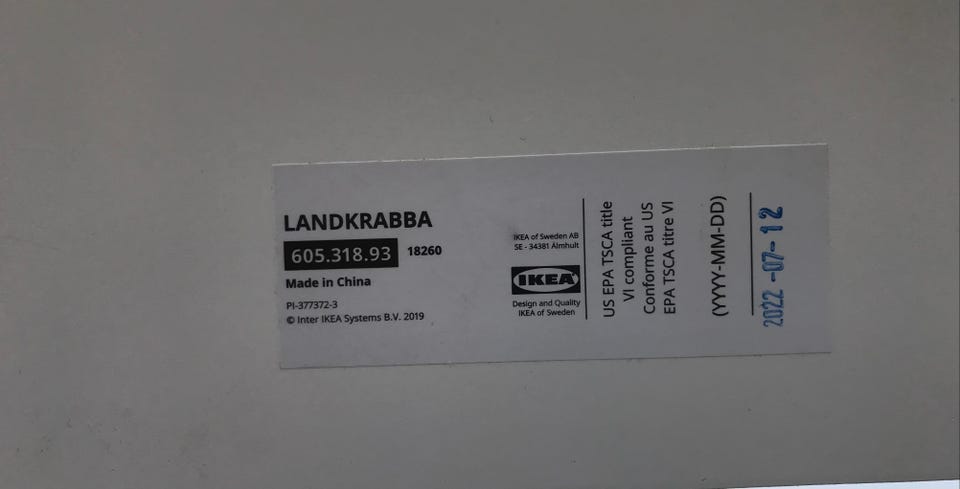 LANDKRABBA
605.318.93 18260
Made in China
PI-377372-3
© Inter IKEA Systems B.V. 2019
IKEA of Sweden AB
SE - 34381 Älmhult
IKEA
Design and Quality
IKEA of Sweden
US EPA TSCA title
VI compliant
Conforme au US
EPA TSCA titre VI
(YYYY-MM-DD)
2022-07-12